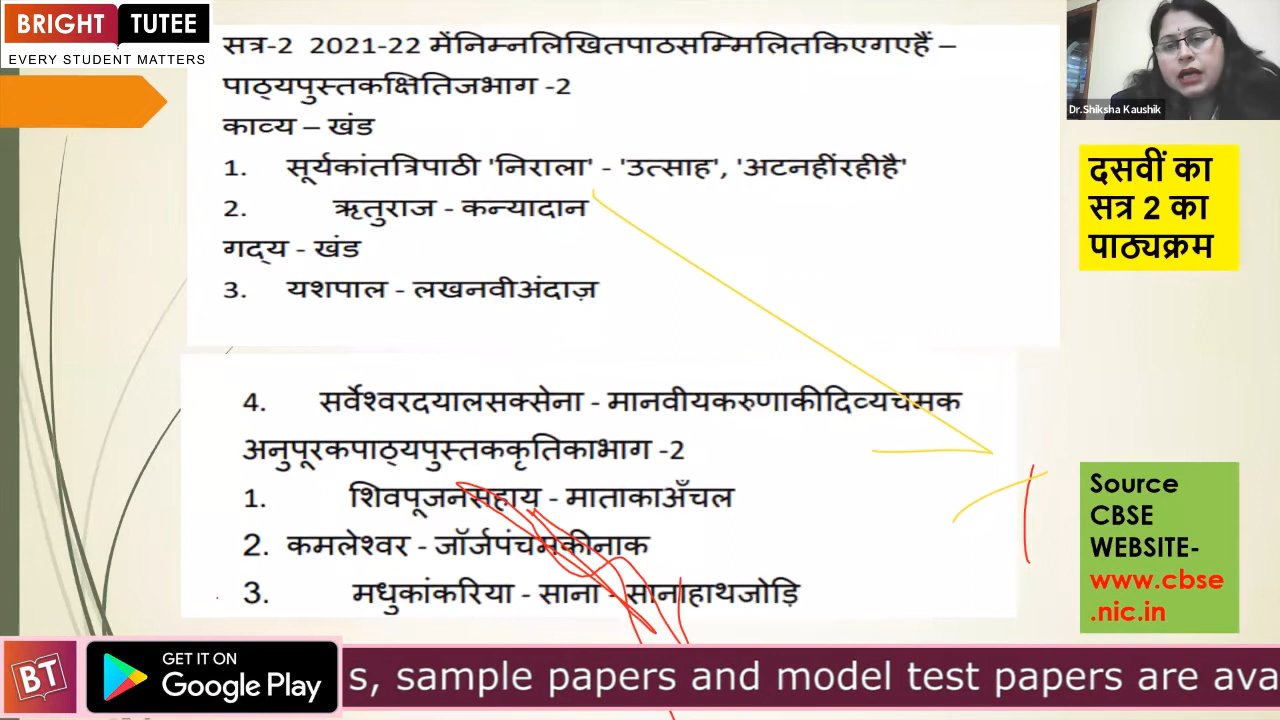 BRIGHT TUTEE
EVERY STUDENT MATTERS
सत्र-2 2021-22 मेंनिम्नलिखितपाठसम्मिलितकिएगएहैं –
पाठ्यपुस्तकक्षितिजभाग -2
काव्य – खंड
1. सूर्यकांतत्रिपाठी 'निराला' - 'उत्साह', 'अटनहींरहीहै'
2. ऋतुराज - कन्यादान
गद्य - खंड
3. यशपाल - लखनवीअंदाज़
4. सर्वेश्वरदयालसक्सेना - मानवीयकरुणाकीदिव्यचमक
अनुपूरकपाठ्यपुस्तककृतिकाभाग -2
1. शिवपूजनसहाय - माताकाअँचल
2. कमलेश्वर - जॉर्जपंचमकीनाक
3. मधुकांकरिया - साना - सानाहाथजोड़ि
Dr.Shiksha Kaushik
दसवीं का
सत्र 2 का
पाठ्यक्रम
Source
CBSE
WEBSITE-
www.cbse
.nic.in
BT
GET IT ON
Google Play
s, sample papers and model test papers are ava